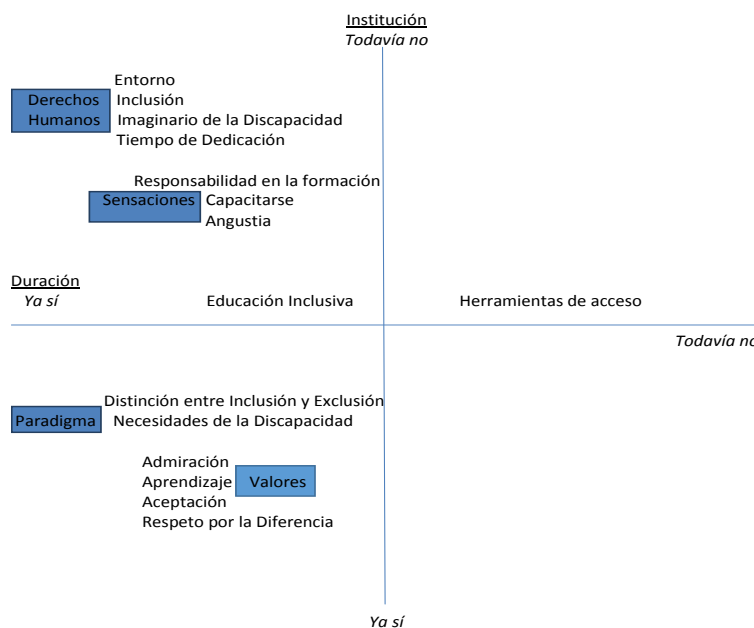 Institución
Todavía no
Entorno
Derechos Inclusión
Humanos Imaginario de la Discapacidad
Tiempo de Dedicación
Responsabilidad en la formación
Sensaciones Capacitarse
Angustia
Duración
Ya sí Educación Inclusiva Herramientas de acceso
Todavía no
Distinción entre Inclusión y Exclusión
Paradigma Necesidades de la Discapacidad
Admiración
Aprendizaje Valores
Aceptación
Respeto por la Diferencia
Ya sí